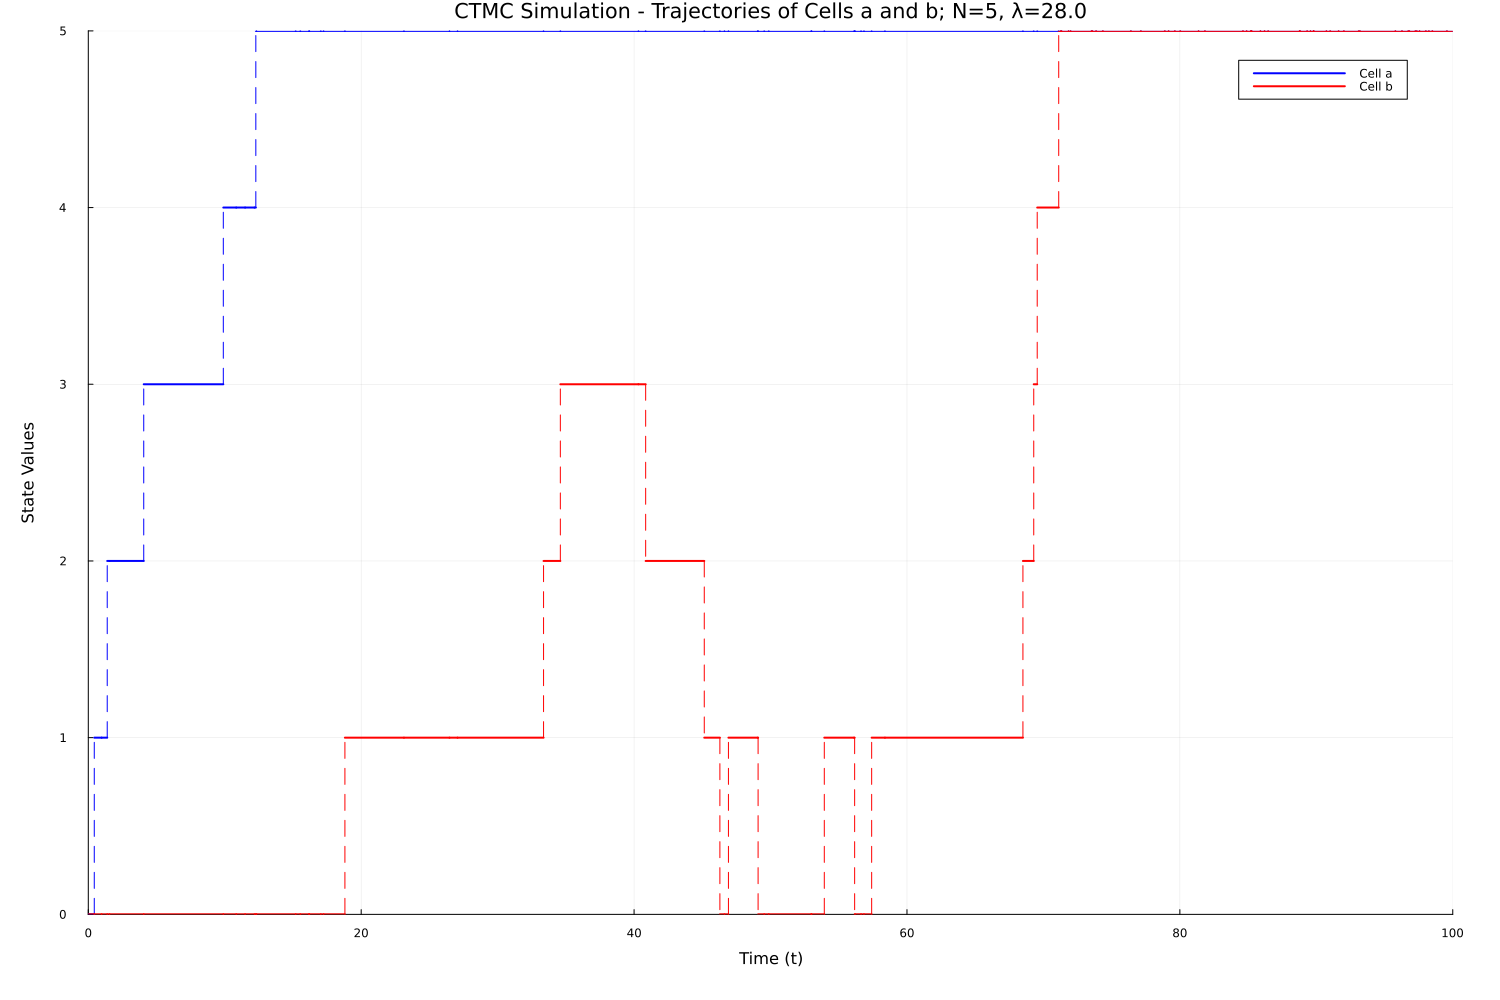 CTMC Simulation - Trajectories of Cells a and b; N=5, λ=28.0
5
4
3
2
1
0
State Values
Cell a
Cell b
0 20 40 60 80 100
Time (t)